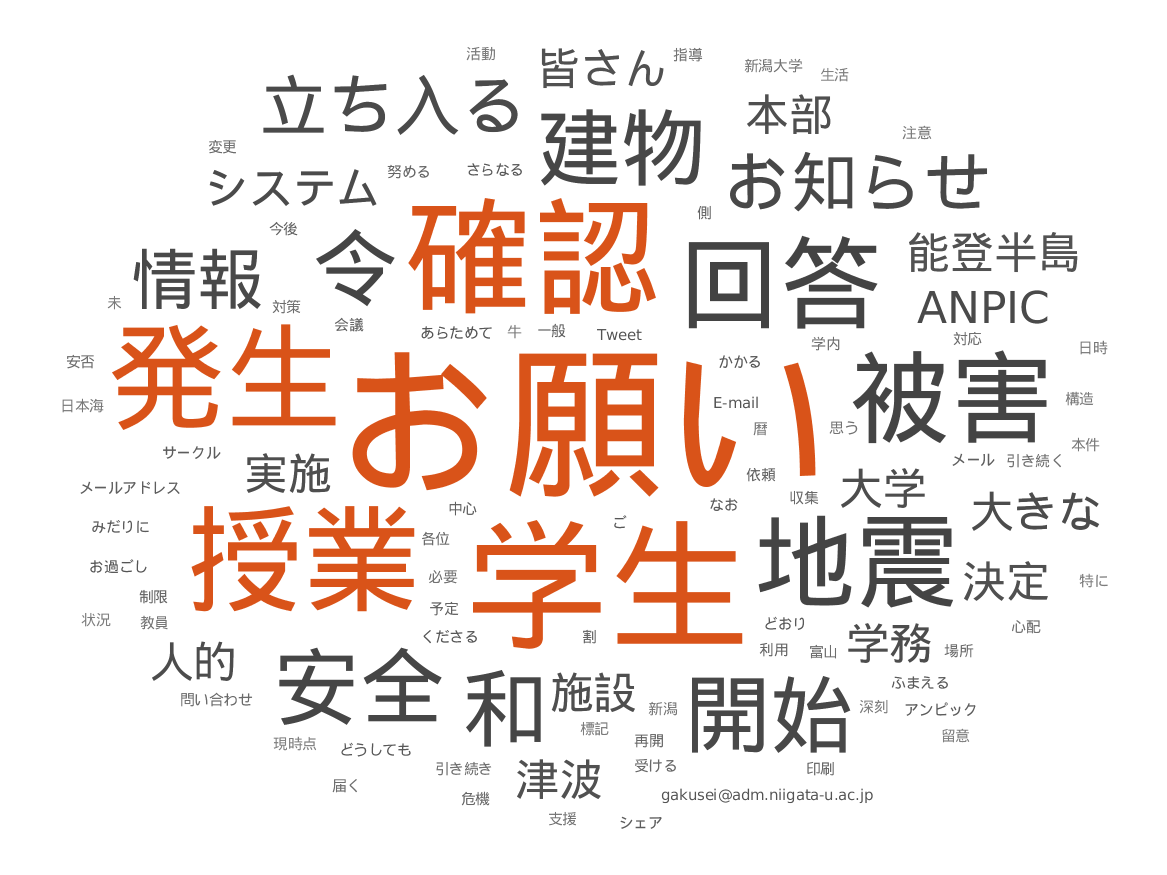 活動
皆さん
指導
新潟大学
生活
立ち入る
建物
本部
注意
変更
システム
努める
さらなる
お知らせ
今後
令
確認
側
回答
能登半島
情報
未
対策
会議
ANPIC
あらためて
牛
一般
Tweet
学内
対応
日時
安否
発生
お願い
かかる
被害
日本海
E-mail
暦
思う
構造
本件
サークル
実施
依頼
メール
引き続く
メールアドレス
中心
なお
収集
大学
大きな
みだりに
授業
各位
ご
学生
地震
お過ごし
必要
決定
特に
制限
予定
状況
教員
くださる
割
どおり
心配
人的
利用
富山
学務
場所
問い合わせ
安全
和
施設
新潟
開始
ふまえる
深刻
アンピック
標記
留意
現時点
どうしても
再開
届く
引き続き
津波
受ける
印刷
危機
gakusei@adm.niigata-u.ac.jp
支援
シェア